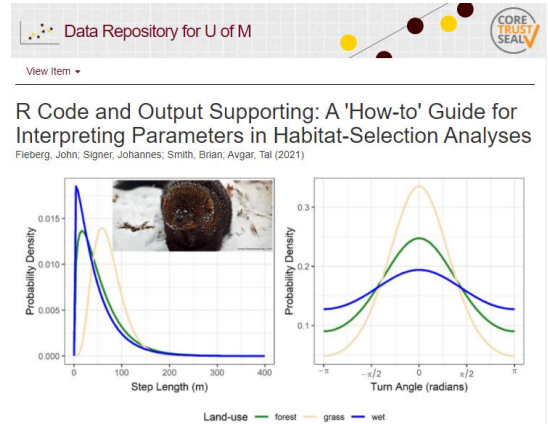 Data Repository for U of M
CORE
TRUST
SEAL
View Item
R Code and Output Supporting: A 'How-to' Guide for
Interpreting Parameters in Habitat-Selection Analyses
Fieberg, John; Signer, Johannes; Smith, Brian; Avgar, Tal (2021)
Probability Density
0.015
0.010
0.005
0.000
0 100 200 300 400
Step Length (m)
Probability Density
0.3
0.2
0.1
-π -π/2 0 π/2 π
Turn Angle (radians)
Land-use forest grass wet